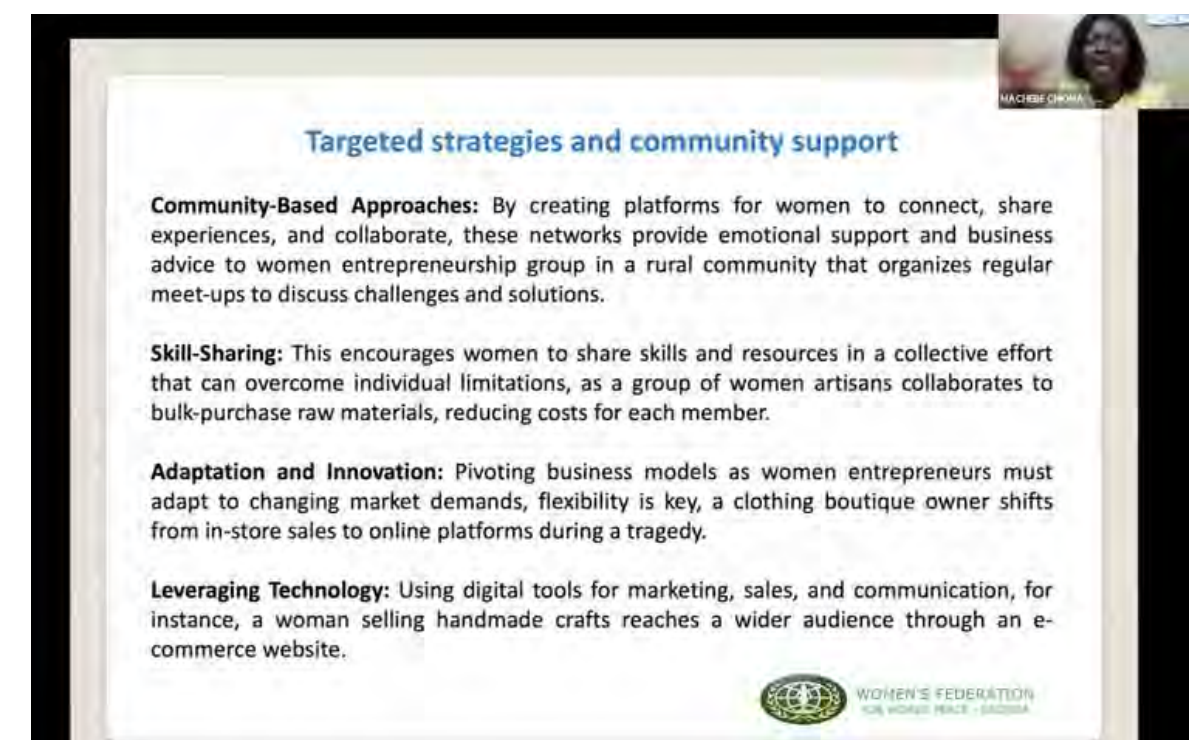 MACHEBE CHOMA
Targeted strategies and community support
Community-Based Approaches: By creating platforms for women to connect, share
experiences, and collaborate, these networks provide emotional support and business
advice to women entrepreneurship group in a rural community that organizes regular
meet-ups to discuss challenges and solutions.
Skill-Sharing: This encourages women to share skills and resources in a collective effort
that can overcome individual limitations, as a group of women artisans collaborates to
bulk-purchase raw materials, reducing costs for each member.
Adaptation and Innovation: Pivoting business models as women entrepreneurs must
adapt to changing market demands, flexibility is key, a clothing boutique owner shifts
from in-store sales to online platforms during a tragedy.
Leveraging Technology: Using digital tools for marketing, sales, and communication, for
instance, a woman selling handmade crafts reaches a wider audience through an e-
commerce website.
WOMEN'S FEDERATION
FOR WORLD PEACE